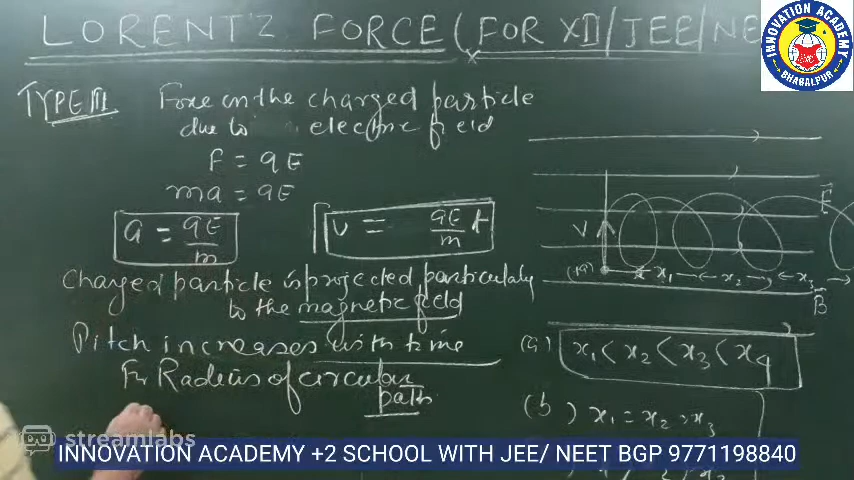 LORENT'Z FORCE (FOR XII/JEE/NE
INNOVATION ACADEMY
BHAGALPUR
TYPE III Force on the charged particle
due to electric field
F = qE
ma = qE
a = qE/m
v = qE/m t
Charged particle is projected particularly
to the magnetic field
Pitch increases with time
For Radius of circular
path
E
V
(+q) x₁ x₂ x₃
B
(a) x₁ < x₂ < x₃ < x₄
(b) x₁ = x₂ > x₃
streamlabs
INNOVATION ACADEMY +2 SCHOOL WITH JEE/ NEET BGP 9771198840